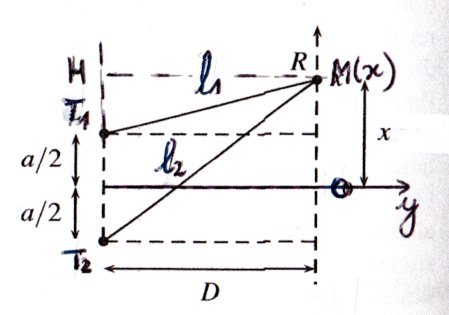 H l₁ R M(x)
T₁
a/2 l₂ x
a/2 O
y
T₂
D